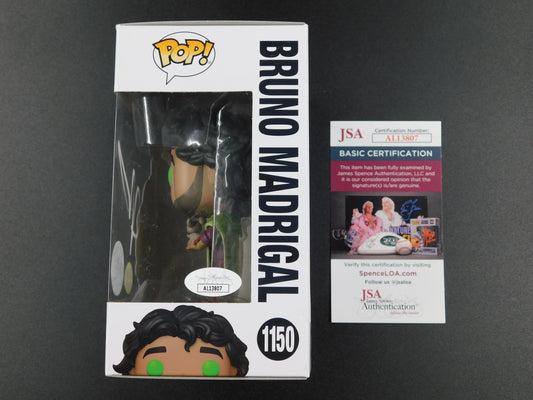 POP!
BRUNO MADRIGAL
1150
AL13807
JSA
Certification Number:
AL13807
BASIC CERTIFICATION
This item has been fully examined by
James Spence Authentication, LLC and
it is our considered opinion that the
signature(s) is/are genuine.
Verify this certification by visiting
SpenceLOA.com
Follow us @jsaloa
JSA
James Spence
Authentication